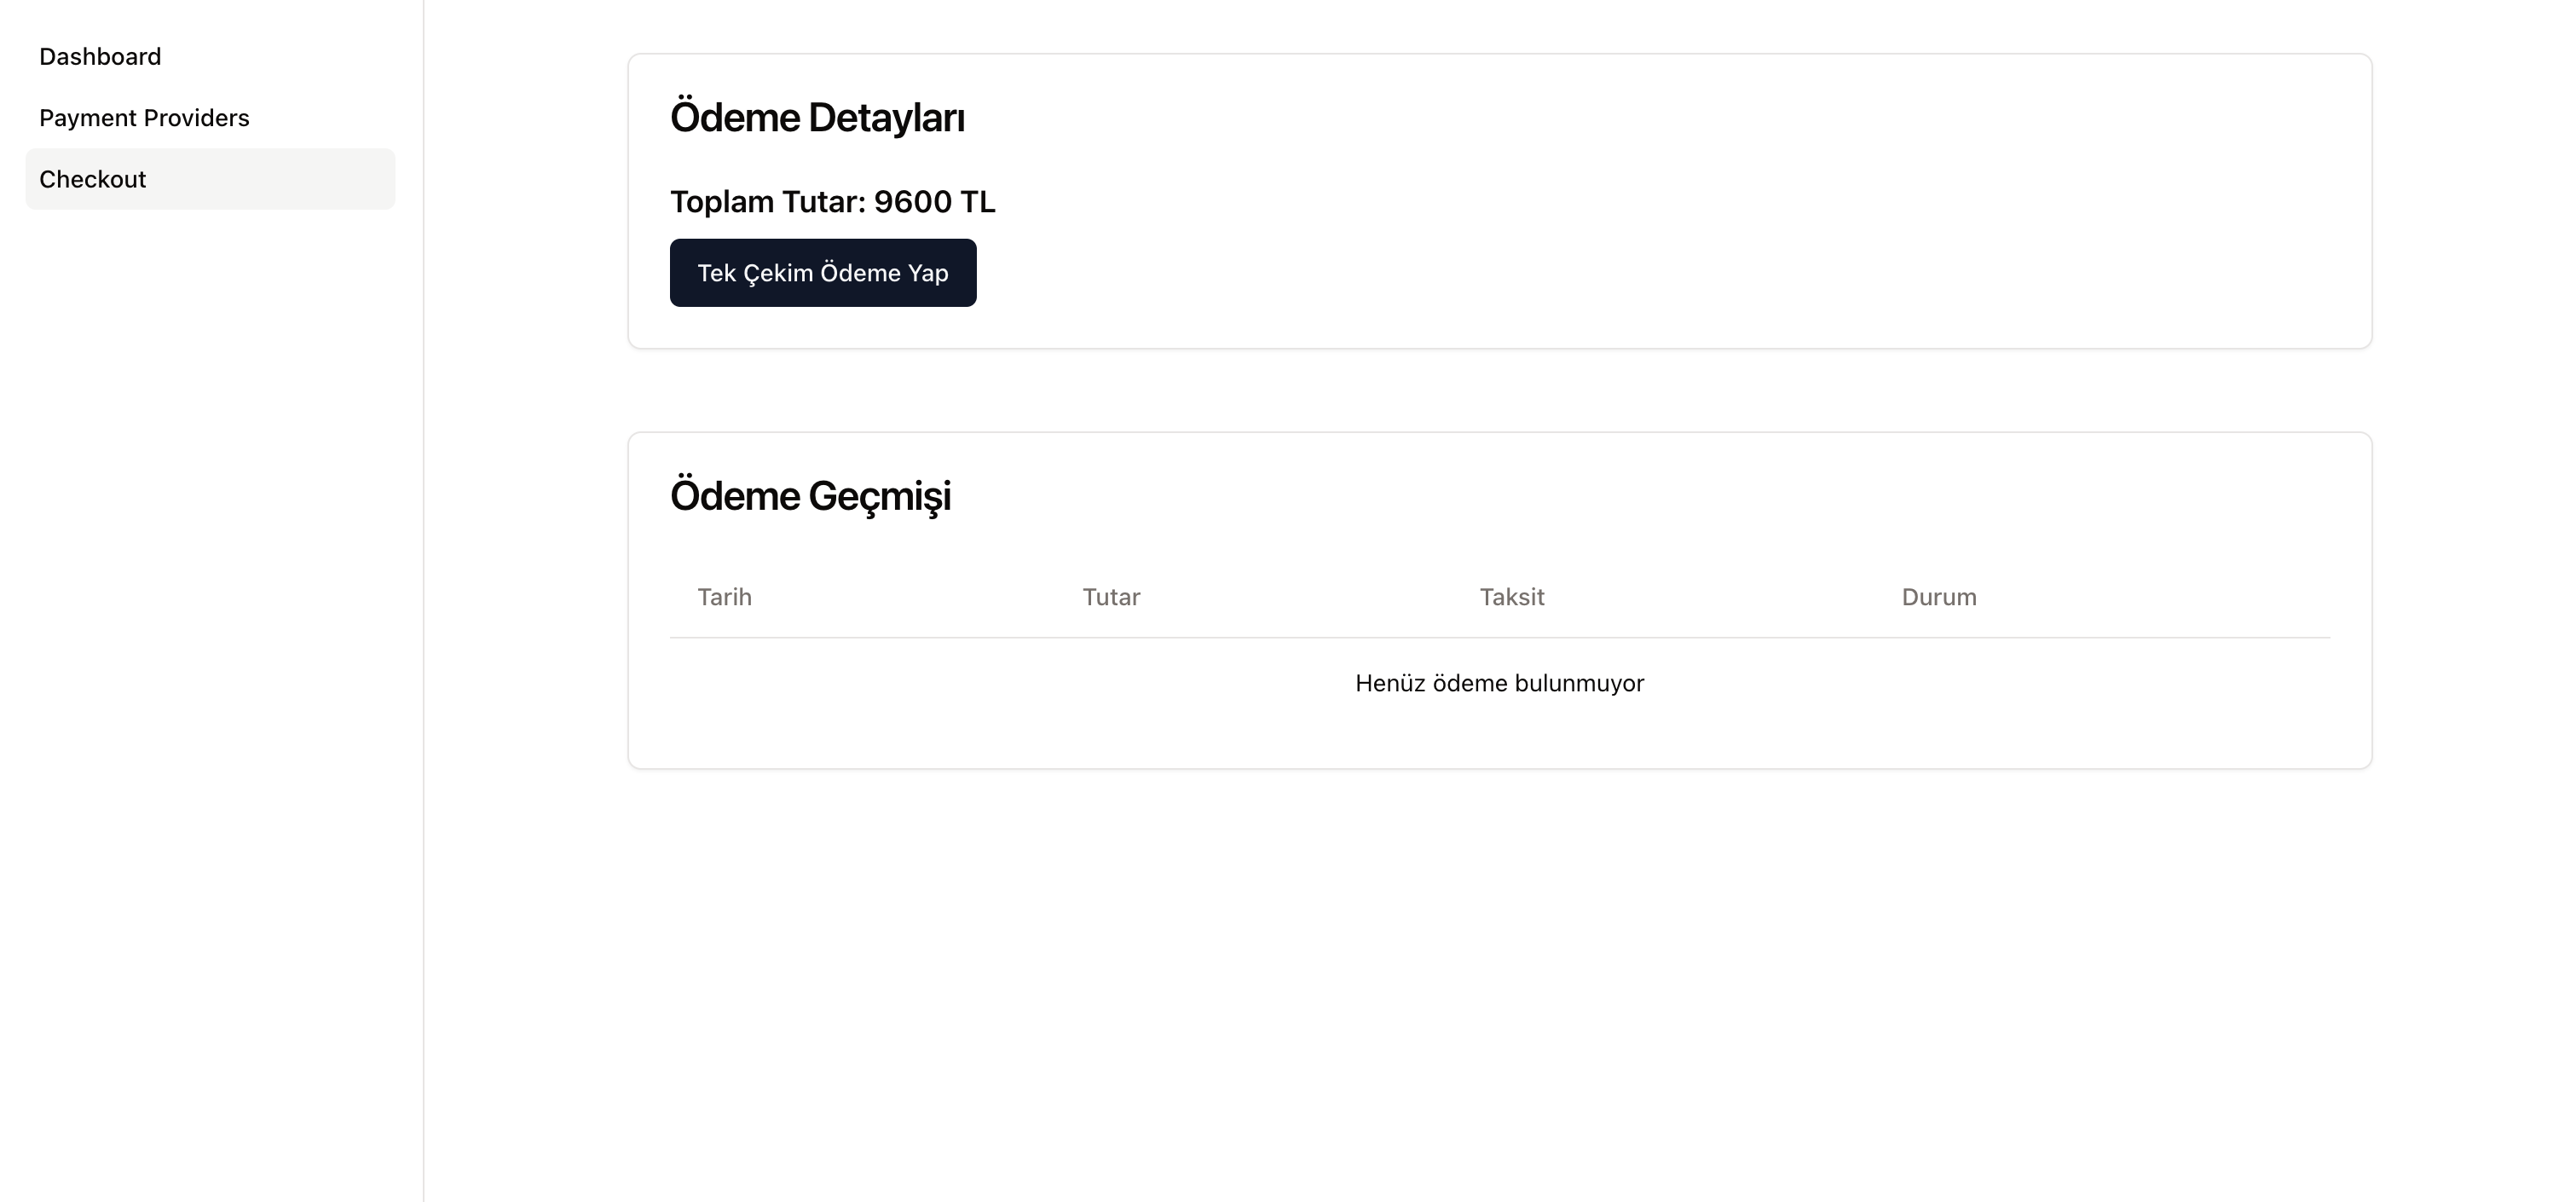 Dashboard
Payment Providers
Checkout
Ödeme Detayları
Toplam Tutar: 9600 TL
Tek Çekim Ödeme Yap
Ödeme Geçmişi
Tarih Tutar Taksit Durum
Henüz ödeme bulunmuyor